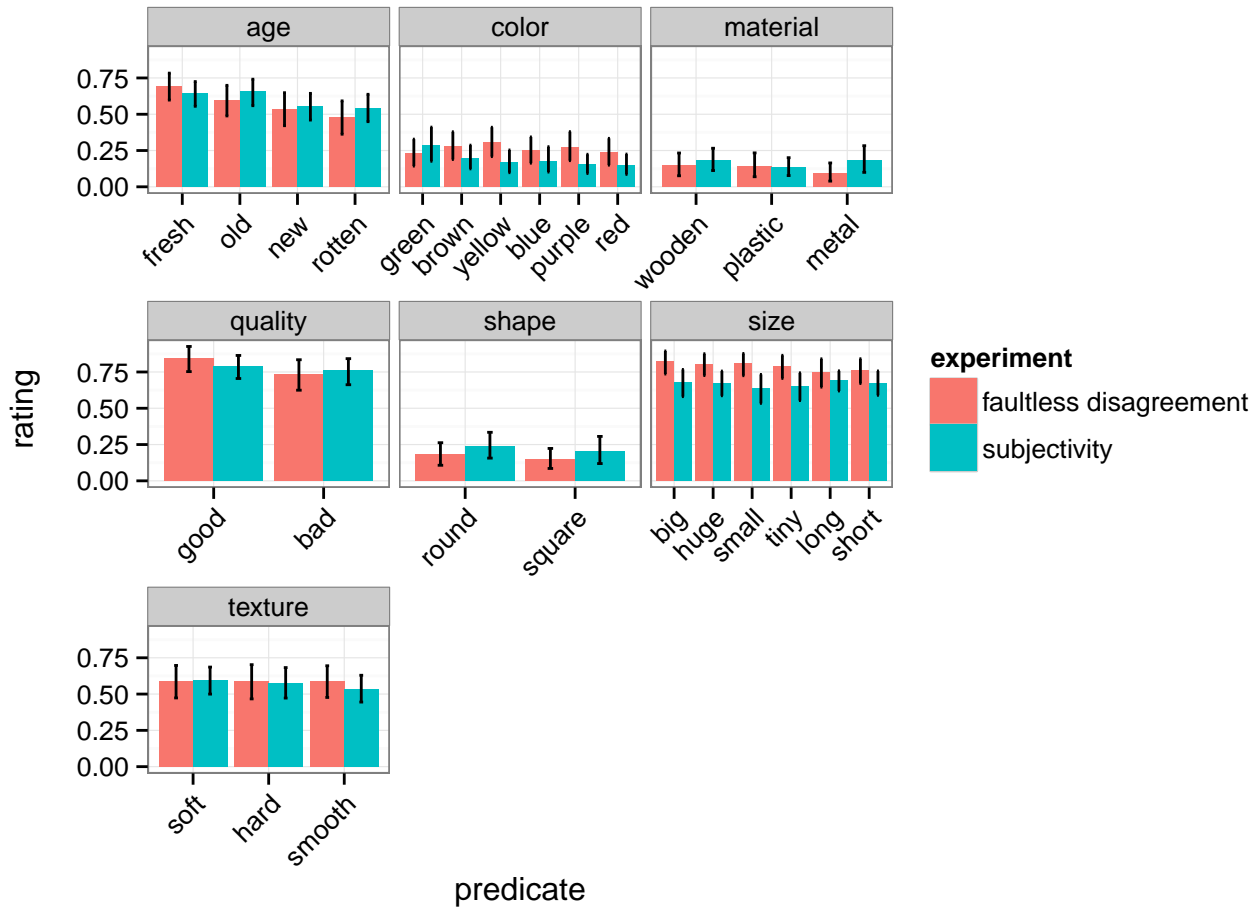 age color material
0.75
0.50
0.25
0.00
fresh old new rotten green brown yellow blue purple red wooden plastic metal
quality shape size
0.75
0.50
0.25
0.00
good bad round square big huge small tiny long short
texture
0.75
0.50
0.25
0.00
soft hard smooth
predicate
rating
experiment
faultless disagreement
subjectivity